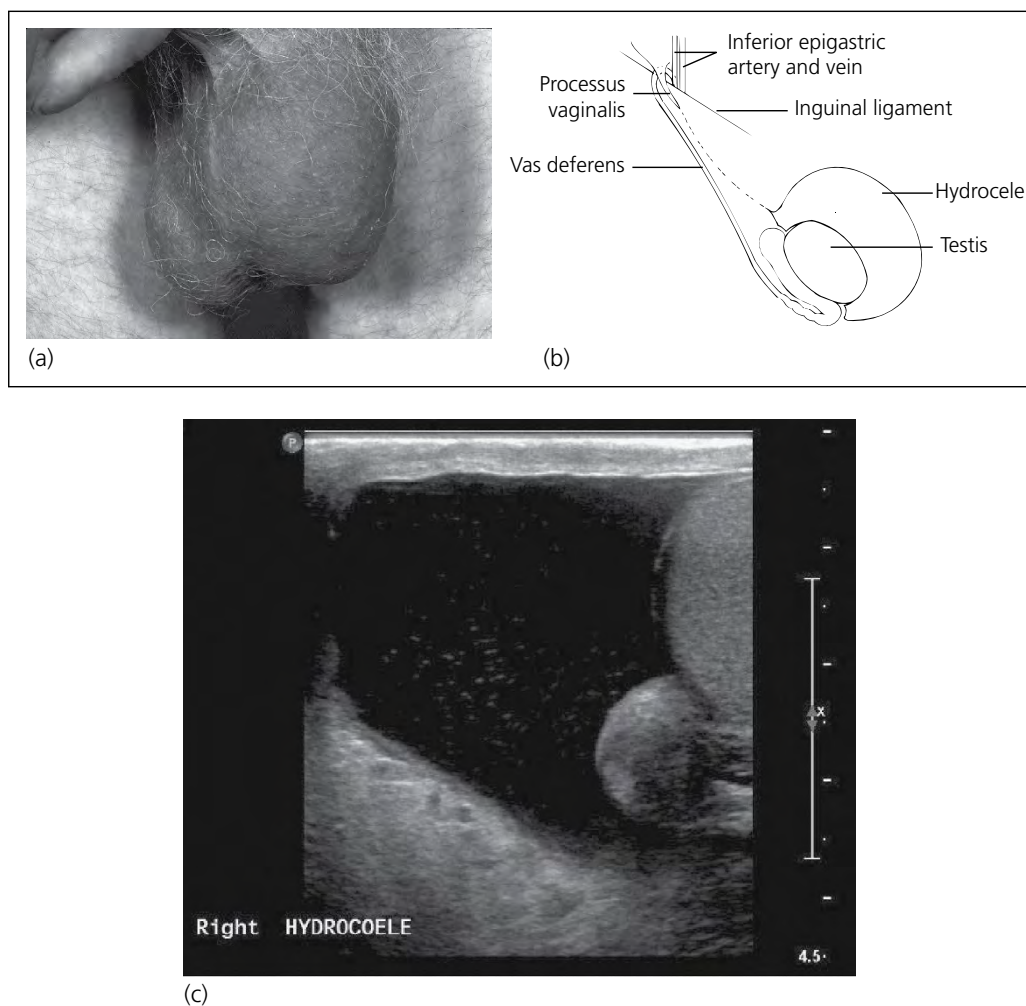 Inferior epigastric
artery and vein
Processus
vaginalis
Inguinal ligament
Vas deferens
Hydrocele
Testis
(a)
(b)
P
x
Right HYDROCOELE
4.5
(c)